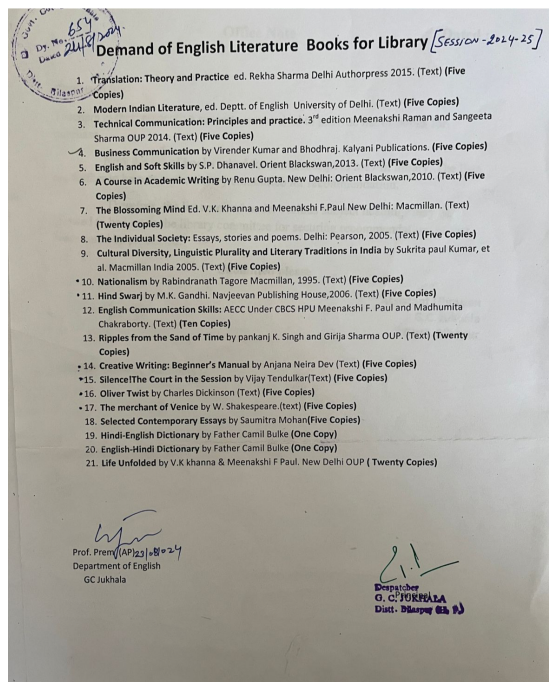 Dy. No. 654
Dated 24/8/2024
Bilaspur
Demand of English Literature Books for Library [SESSION-2024-25]
1. Translation: Theory and Practice ed. Rekha Sharma Delhi Authorpress 2015. (Text) (Five
Copies)
2. Modern Indian Literature, ed. Deptt. of English University of Delhi. (Text) (Five Copies)
3. Technical Communication: Principles and practice. 3rd edition Meenakshi Raman and Sangeeta
Sharma OUP 2014. (Text) (Five Copies)
4. Business Communication by Virender Kumar and Bhodhraj. Kalyani Publications. (Five Copies)
5. English and Soft Skills by S.P. Dhanavel. Orient Blackswan,2013. (Text) (Five Copies)
6. A Course in Academic Writing by Renu Gupta. New Delhi: Orient Blackswan,2010. (Text) (Five
Copies)
7. The Blossoming Mind Ed. V.K. Khanna and Meenakshi F.Paul New Delhi: Macmillan. (Text)
(Twenty Copies)
8. The Individual Society: Essays, stories and poems. Delhi: Pearson, 2005. (Text) (Five Copies)
9. Cultural Diversity, Linguistic Plurality and Literary Traditions in India by Sukrita paul Kumar, et
al. Macmillan India 2005. (Text) (Five Copies)
10. Nationalism by Rabindranath Tagore Macmillan, 1995. (Text) (Five Copies)
11. Hind Swarj by M.K. Gandhi. Navjeevan Publishing House,2006. (Text) (Five Copies)
12. English Communication Skills: AECC Under CBCS HPU Meenakshi F. Paul and Madhumita
Chakraborty. (Text) (Ten Copies)
13. Ripples from the Sand of Time by pankanj K. Singh and Girija Sharma OUP. (Text) (Twenty
Copies)
14. Creative Writing: Beginner's Manual by Anjana Neira Dev (Text) (Five Copies)
15. Silence!The Court in the Session by Vijay Tendulkar(Text) (Five Copies)
16. Oliver Twist by Charles Dickinson (Text) (Five Copies)
17. The merchant of Venice by W. Shakespeare.(text) (Five Copies)
18. Selected Contemporary Essays by Saumitra Mohan(Five Copies)
19. Hindi-English Dictionary by Father Camil Bulke (One Copy)
20. English-Hindi Dictionary by Father Camil Bulke (One Copy)
21. Life Unfolded by V.K khanna & Meenakshi F Paul. New Delhi OUP ( Twenty Copies)
Prof. Prem (AP)23/08/024
Department of English
GC Jukhala
Despatcher
G. C. JUKHALA
Distt. Bilaspur